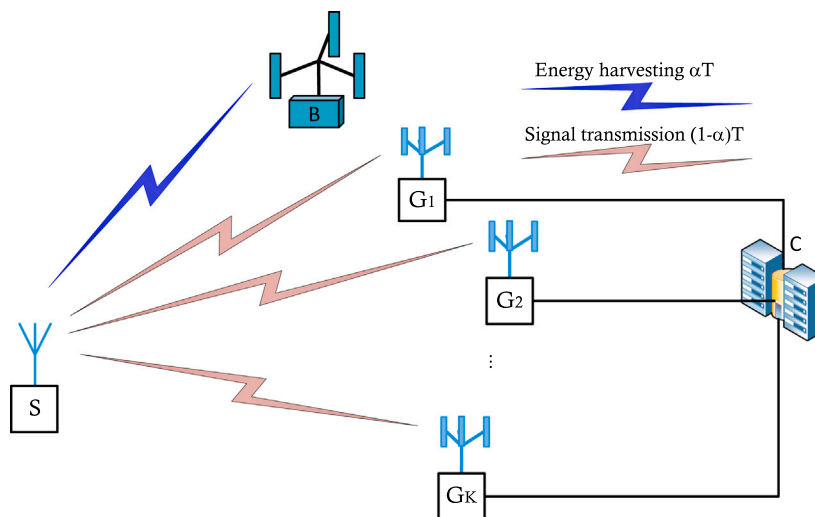 B
Energy harvesting αT
Signal transmission (1-α)T
G1
C
G2
⋮
S
GK